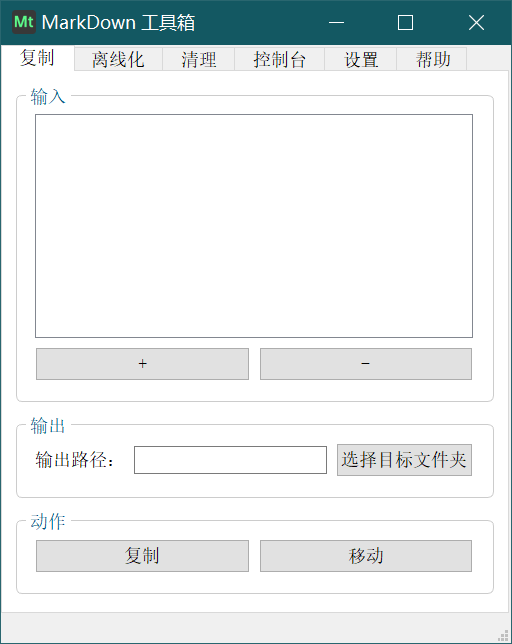 Mt MarkDown 工具箱
复制 离线化 清理 控制台 设置 帮助
输入
+ -
输出
输出路径： 选择目标文件夹
动作
复制 移动